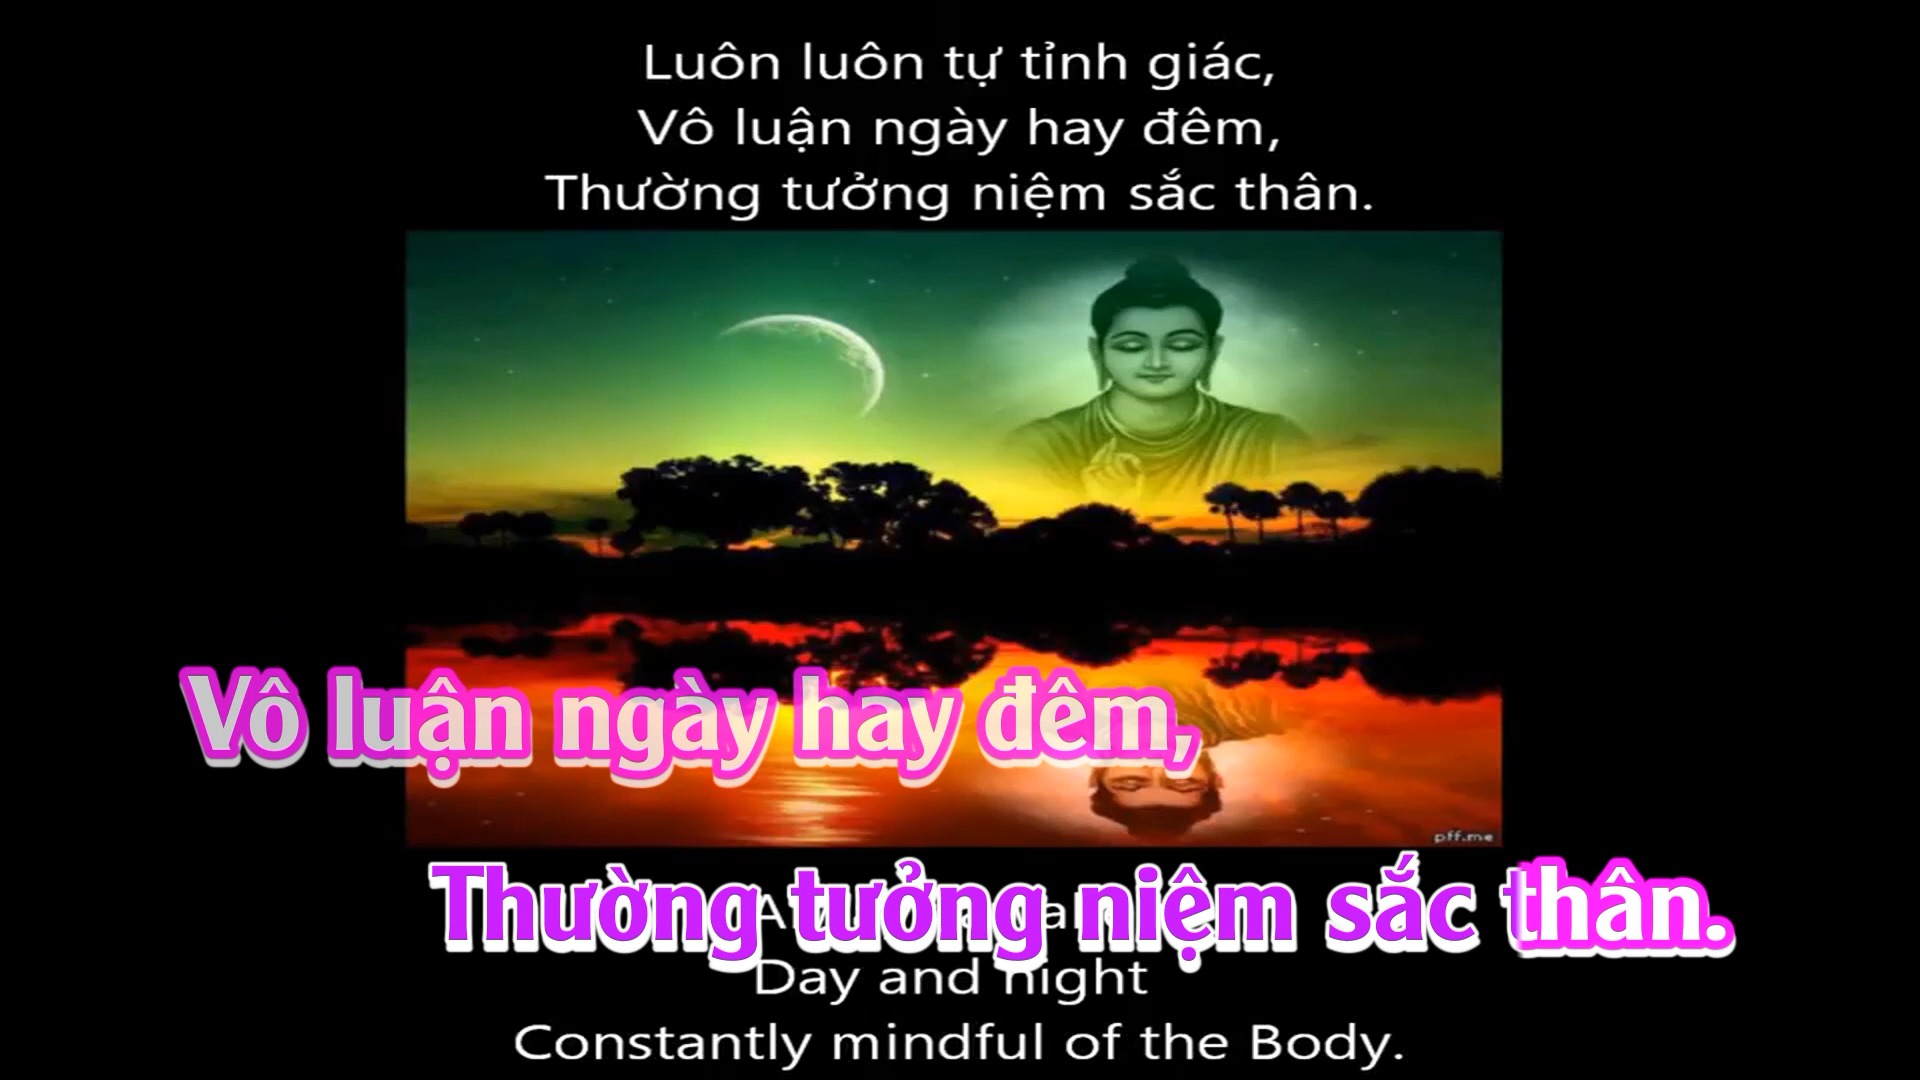 Luôn luôn tự tỉnh giác,
Vô luận ngày hay đêm,
Thường tưởng niệm sắc thân.
Vô luận ngày hay đêm,
pff.me
Thường tưởng niệm sắc thân.
Day and night
Constantly mindful of the Body.